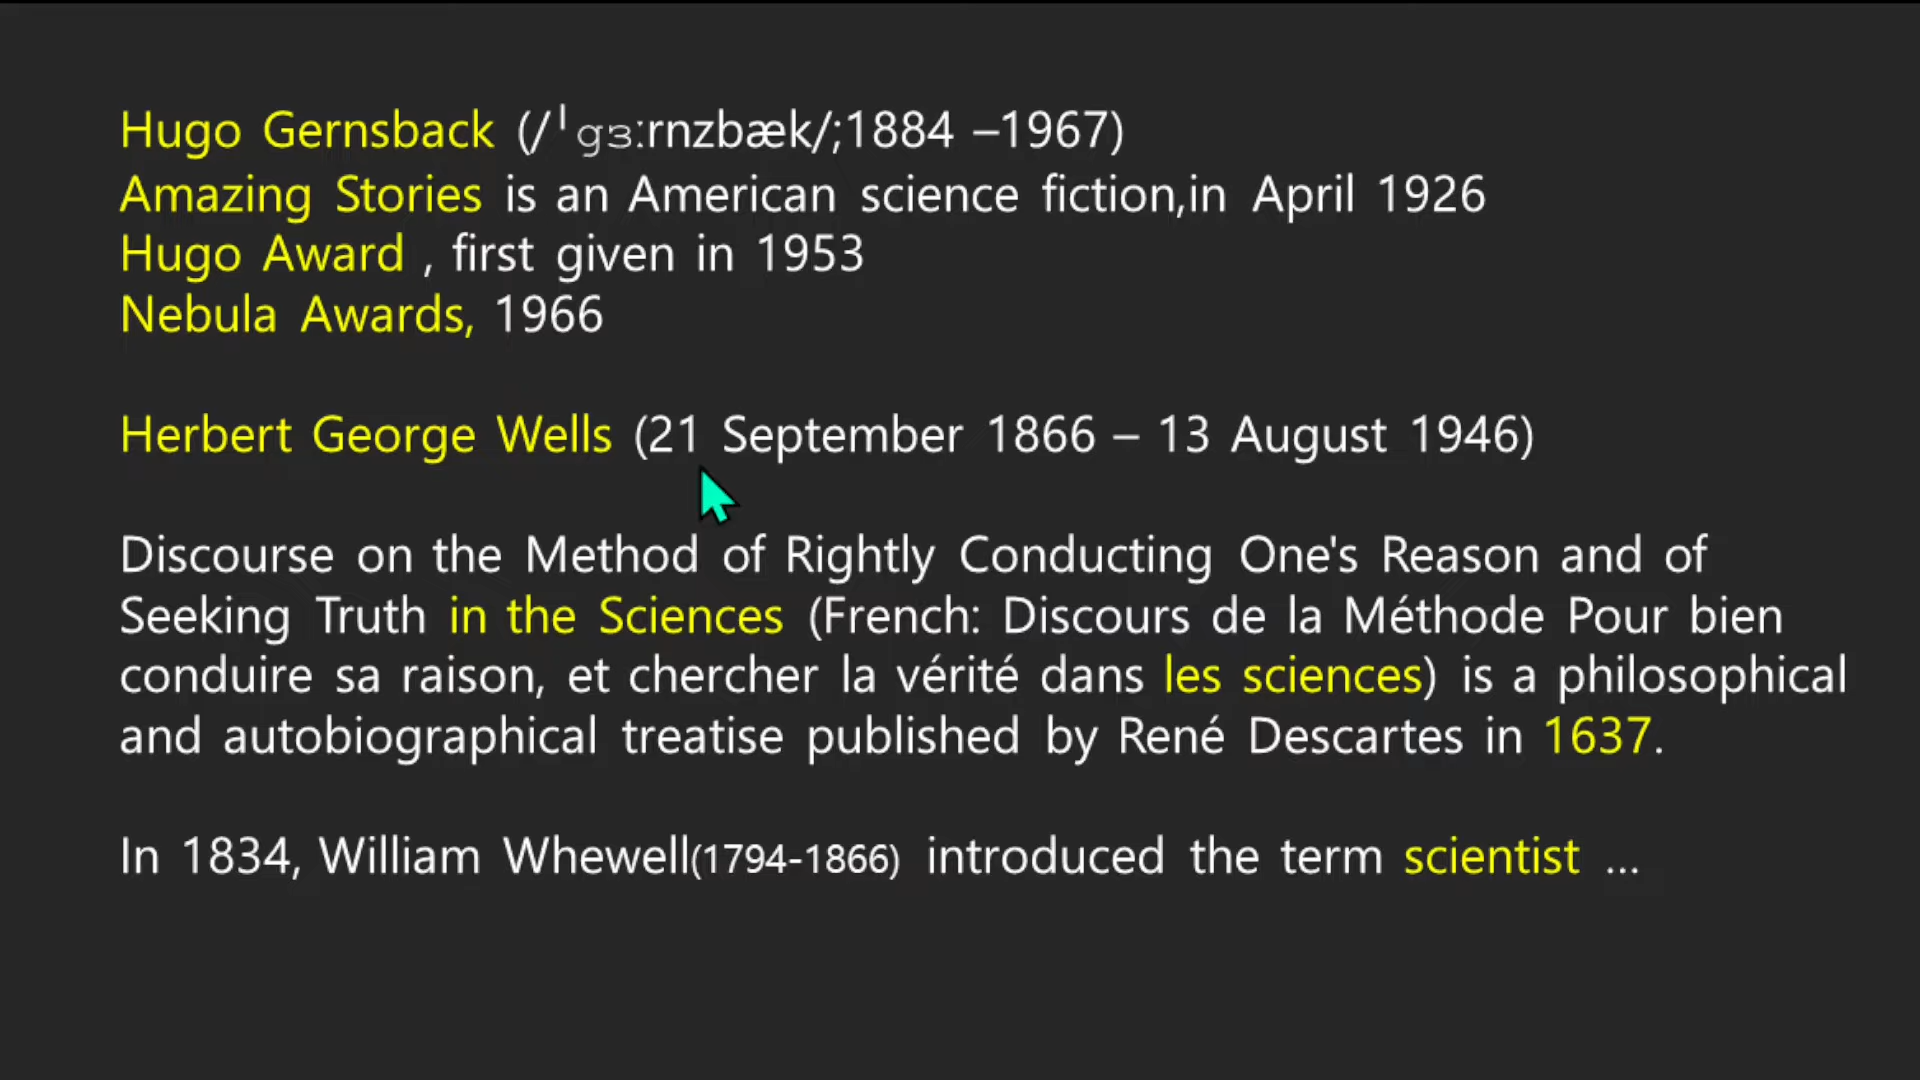 Hugo Gernsback (/ˈɡɜːrnzbæk/;1884 –1967)
Amazing Stories is an American science fiction,in April 1926
Hugo Award , first given in 1953
Nebula Awards, 1966
Herbert George Wells (21 September 1866 – 13 August 1946)
Discourse on the Method of Rightly Conducting One's Reason and of
Seeking Truth in the Sciences (French: Discours de la Méthode Pour bien
conduire sa raison, et chercher la vérité dans les sciences) is a philosophical
and autobiographical treatise published by René Descartes in 1637.
In 1834, William Whewell(1794-1866) introduced the term scientist ...